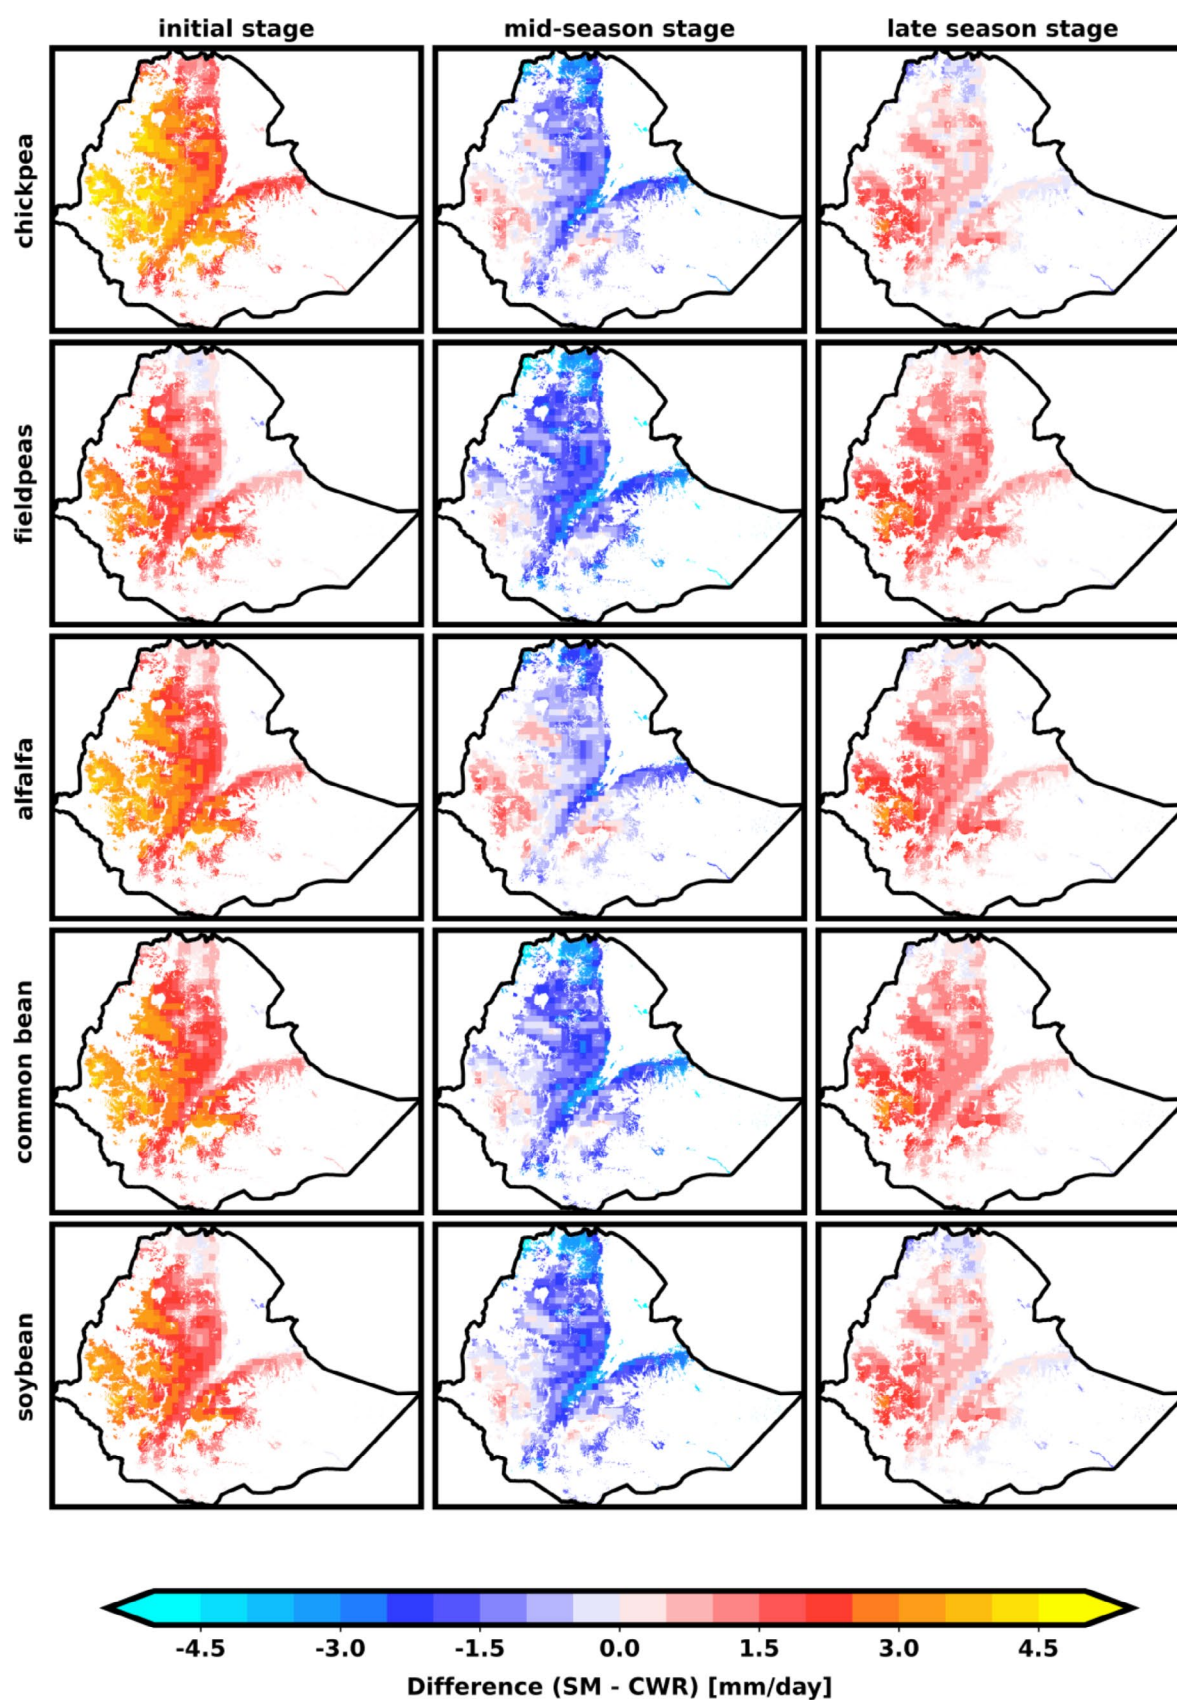 initial stage
mid-season stage
late season stage
chickpea
fieldpeas
alfalfa
common bean
soybean
-4.5 -3.0 -1.5 0.0 1.5 3.0 4.5
Difference (SM - CWR) [mm/day]